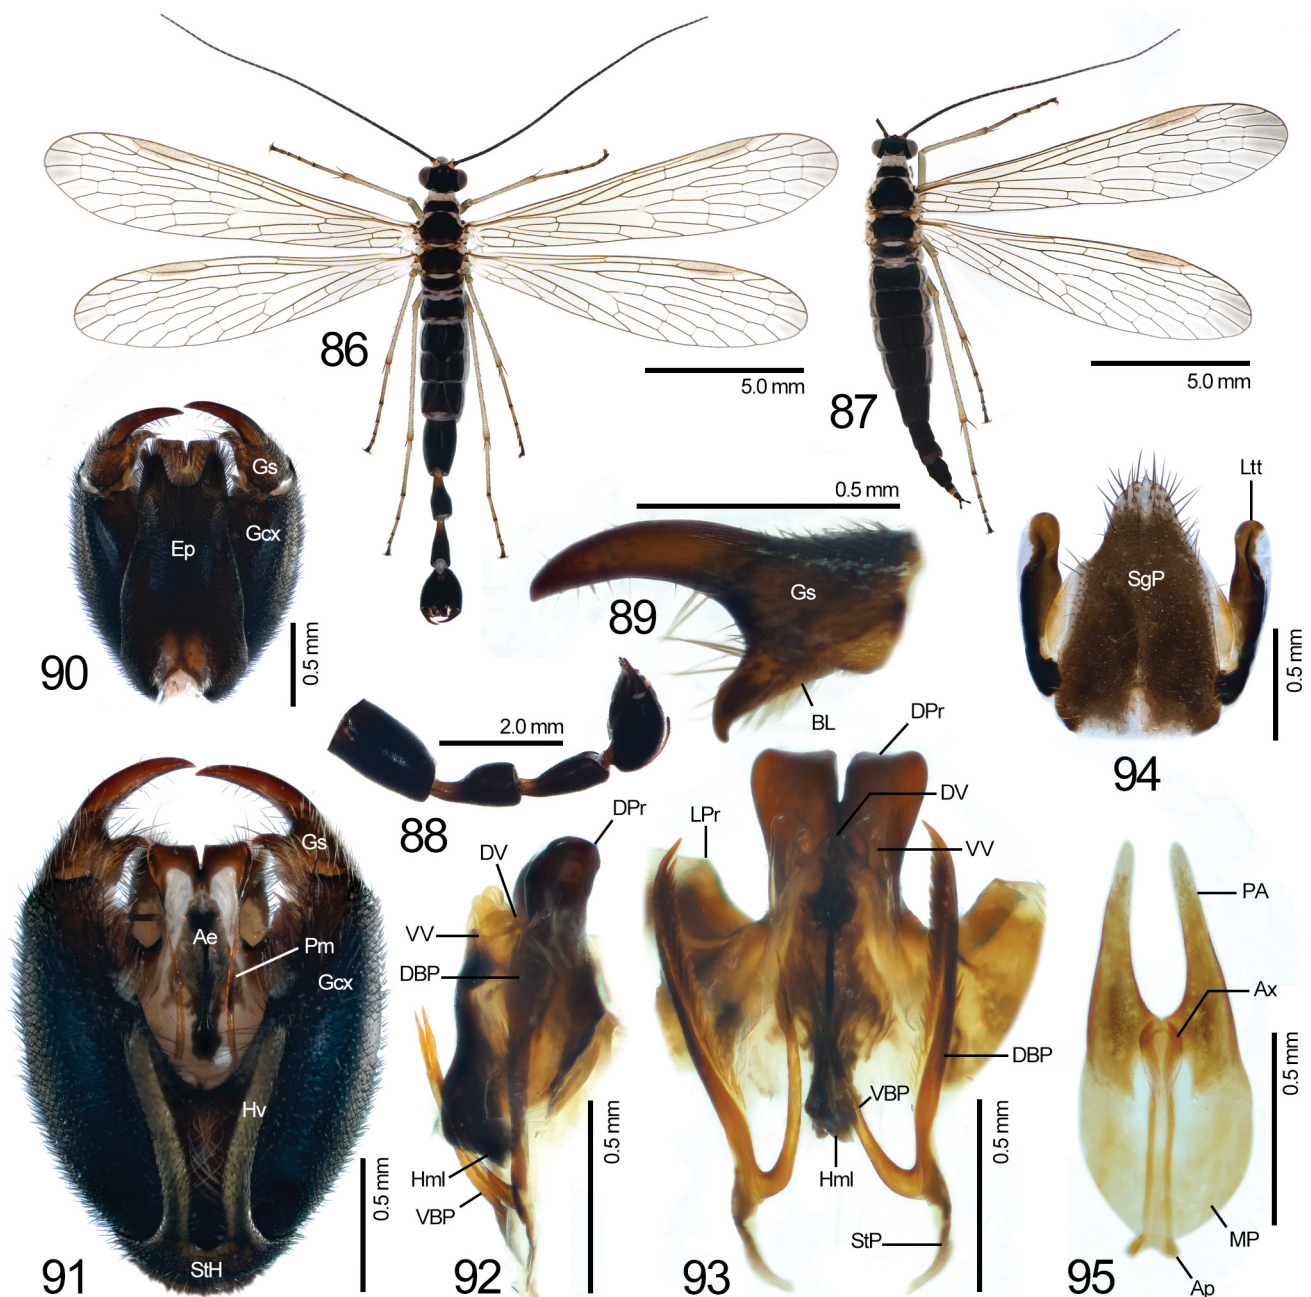 86
5.0 mm
87
5.0 mm
90
Gs
Gcx
Ep
0.5 mm
89
0.5 mm
Gs
BL
94
Ltt
SgP
0.5 mm
88
2.0 mm
91
Gs
Ae
Pm
Gcx
Hv
StH
0.5 mm
92
DPr
DV
VV
DBP
Hml
VBP
0.5 mm
93
DPr
DV
LPr
VV
DBP
VBP
Hml
StP
0.5 mm
95
PA
Ax
0.5 mm
MP
Ap